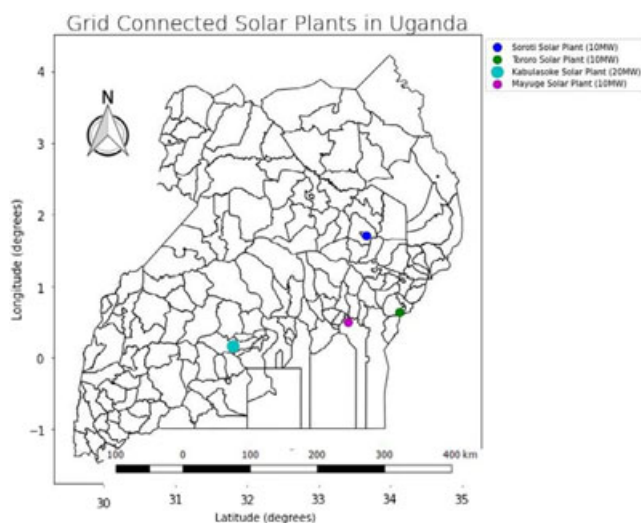 Grid Connected Solar Plants in Uganda
Soroti Solar Plant (10MW)
Tororo Solar Plant (10MW)
Kabulasoke Solar Plant (20MW)
Mayuge Solar Plant (10MW)
N
4
3
2
1
0
−1
Longitude (degrees)
100 0 100 200 300 400 km
30 31 32 33 34 35
Latitude (degrees)